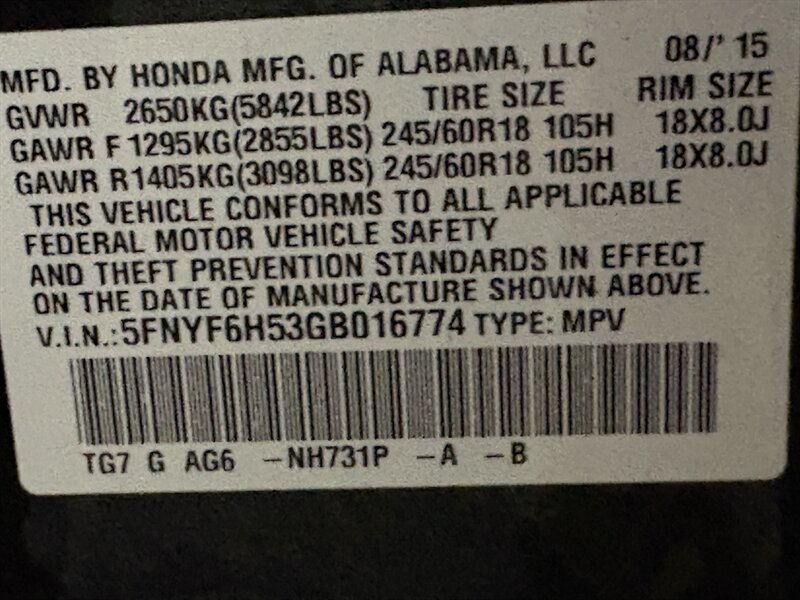 MFD. BY HONDA MFG. OF ALABAMA, LLC 08/' 15
GVWR 2650KG(5842LBS) TIRE SIZE RIM SIZE
GAWR F 1295KG(2855LBS) 245/60R18 105H 18X8.0J
GAWR R1405KG(3098LBS) 245/60R18 105H 18X8.0J
THIS VEHICLE CONFORMS TO ALL APPLICABLE
FEDERAL MOTOR VEHICLE SAFETY
AND THEFT PREVENTION STANDARDS IN EFFECT
ON THE DATE OF MANUFACTURE SHOWN ABOVE.
V.I.N.:5FNYF6H53GB016774 TYPE: MPV
TG7 G AG6 -NH731P -A -B